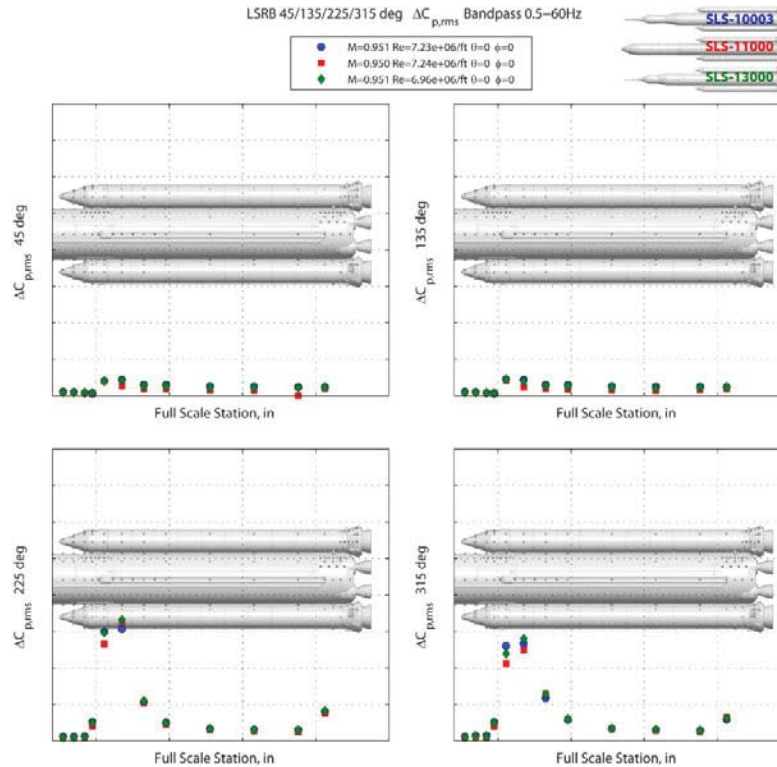 LSRB 45/135/225/315 deg ΔC p,rms Bandpass 0.5−60Hz
SLS-10003
SLS-11000
SLS-13000
M=0.951 Re=7.23e+06/ft θ=0 ϕ=0
M=0.950 Re=7.24e+06/ft θ=0 ϕ=0
M=0.951 Re=6.96e+06/ft θ=0 ϕ=0
ΔC p,rms 45 deg
Full Scale Station, in
ΔC p,rms 135 deg
Full Scale Station, in
ΔC p,rms 225 deg
Full Scale Station, in
ΔC p,rms 315 deg
Full Scale Station, in